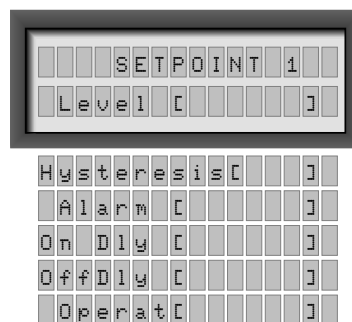 SETPOINT 1
Level [ ]
Hysteresis[ ]
Alarm [ ]
On Dly [ ]
OffDly [ ]
Operat[ ]